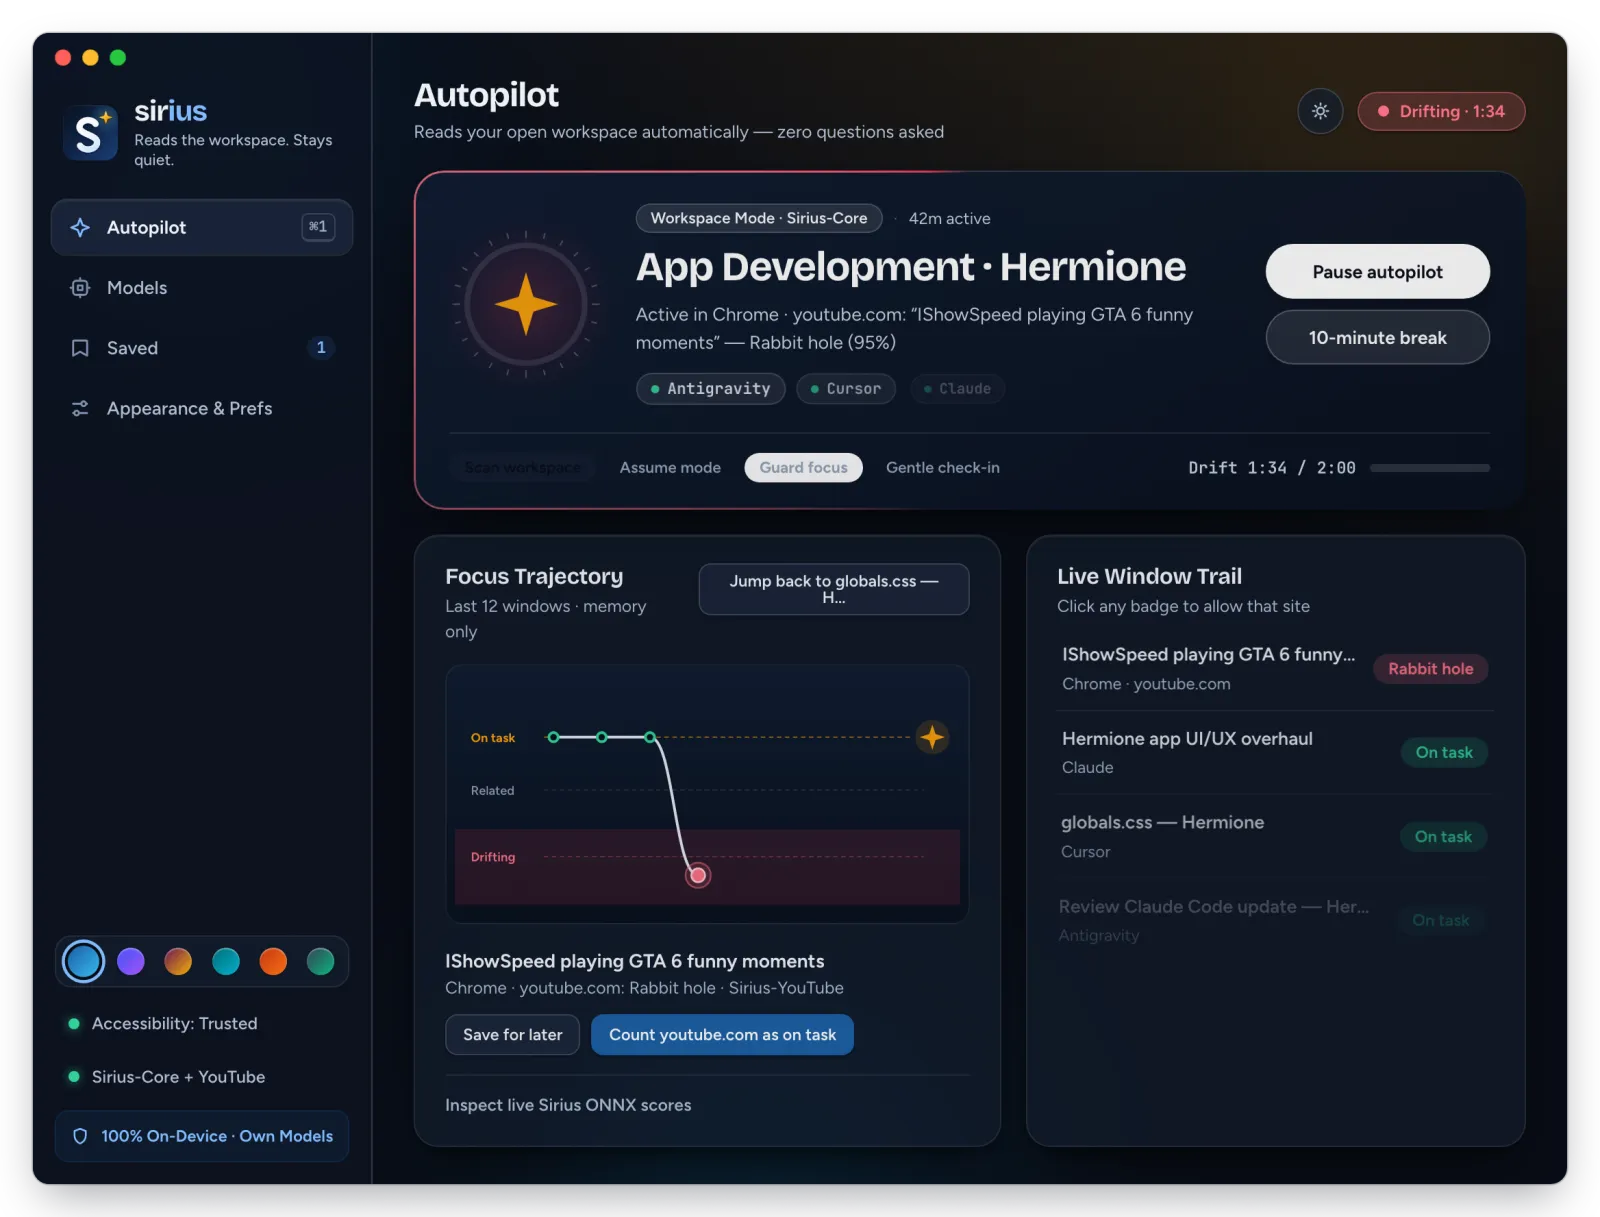 S
sirius
Reads the workspace. Stays
quiet.
Autopilot
⌘1
Models
Saved
1
Appearance & Prefs
Accessibility: Trusted
Sirius-Core + YouTube
100% On-Device · Own Models
Autopilot
Reads your open workspace automatically — zero questions asked
Drifting · 1:34
Workspace Mode · Sirius-Core · 42m active
App Development · Hermione
Active in Chrome · youtube.com: “IShowSpeed playing GTA 6 funny
moments” — Rabbit hole (95%)
Antigravity
Cursor
Claude
Pause autopilot
10-minute break
Scan workspace
Assume mode
Guard focus
Gentle check-in
Drift 1:34 / 2:00
Focus Trajectory
Last 12 windows · memory
only
Jump back to globals.css —
H…
On task
Related
Drifting
IShowSpeed playing GTA 6 funny moments
Chrome · youtube.com: Rabbit hole · Sirius-YouTube
Save for later
Count youtube.com as on task
Inspect live Sirius ONNX scores
Live Window Trail
Click any badge to allow that site
IShowSpeed playing GTA 6 funny…
Chrome · youtube.com
Rabbit hole
Hermione app UI/UX overhaul
Claude
On task
globals.css — Hermione
Cursor
On task
Review Claude Code update — Her…
Antigravity
On task